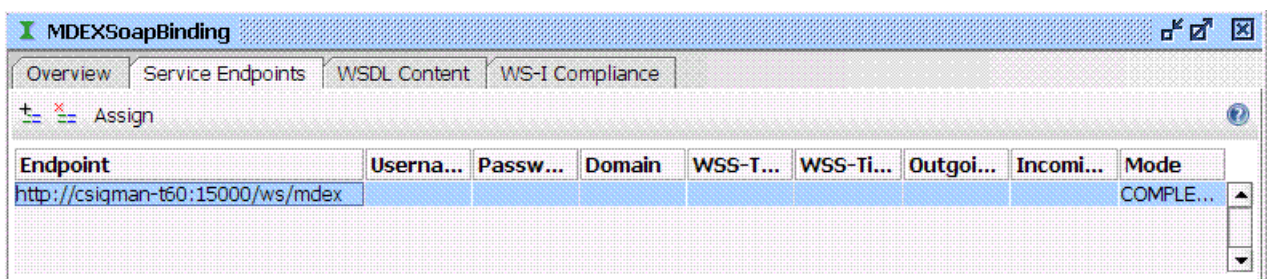 MDEXSoapBinding
Overview Service Endpoints WSDL Content WS-I Compliance
Assign
Endpoint Userna... Passw... Domain WSS-T... WSS-Ti... Outgoi... Incomi... Mode
http://csigman-t60:15000/ws/mdex COMPLE...